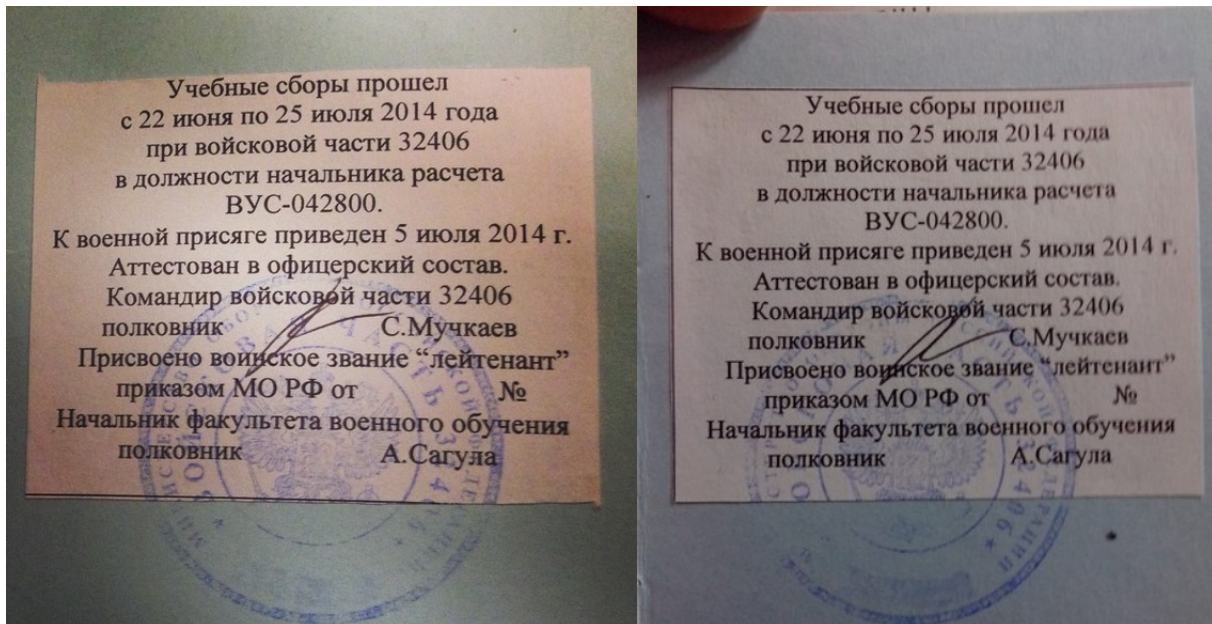 Учебные сборы прошел
с 22 июня по 25 июля 2014 года
при войсковой части 32406
в должности начальника расчета
ВУС-042800.
К военной присяге приведен 5 июля 2014 г.
Аттестован в офицерский состав.
Командир войсковой части 32406
полковник С.Мучкаев
Присвоено воинское звание “лейтенант”
приказом МО РФ от №
Начальник факультета военного обучения
полковник А.Сагула
Учебные сборы прошел
с 22 июня по 25 июля 2014 года
при войсковой части 32406
в должности начальника расчета
ВУС-042800.
К военной присяге приведен 5 июля 2014 г.
Аттестован в офицерский состав.
Командир войсковой части 32406
полковник С.Мучкаев
Присвоено воинское звание “лейтенант”
приказом МО РФ от №
Начальник факультета военного обучения
полковник А.Сагула